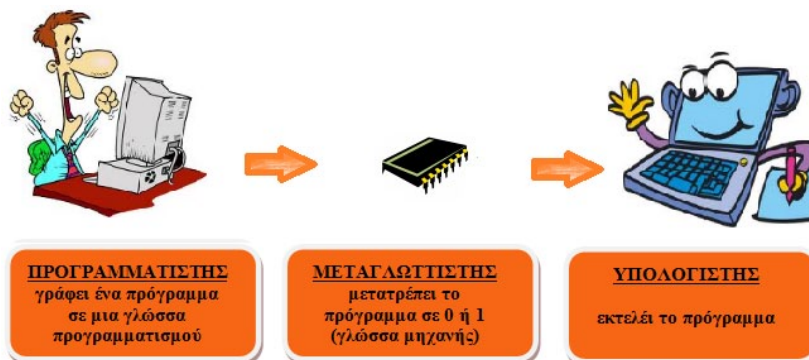 ΠΡΟΓΡΑΜΜΑΤΙΣΤΗΣ
γράφει ένα πρόγραμμα
σε μια γλώσσα
προγραμματισμού
ΜΕΤΑΓΛΩΤΤΙΣΤΗΣ
μετατρέπει το
πρόγραμμα σε 0 ή 1
(γλώσσα μηχανής)
ΥΠΟΛΟΓΙΣΤΗΣ
εκτελέι το πρόγραμμα